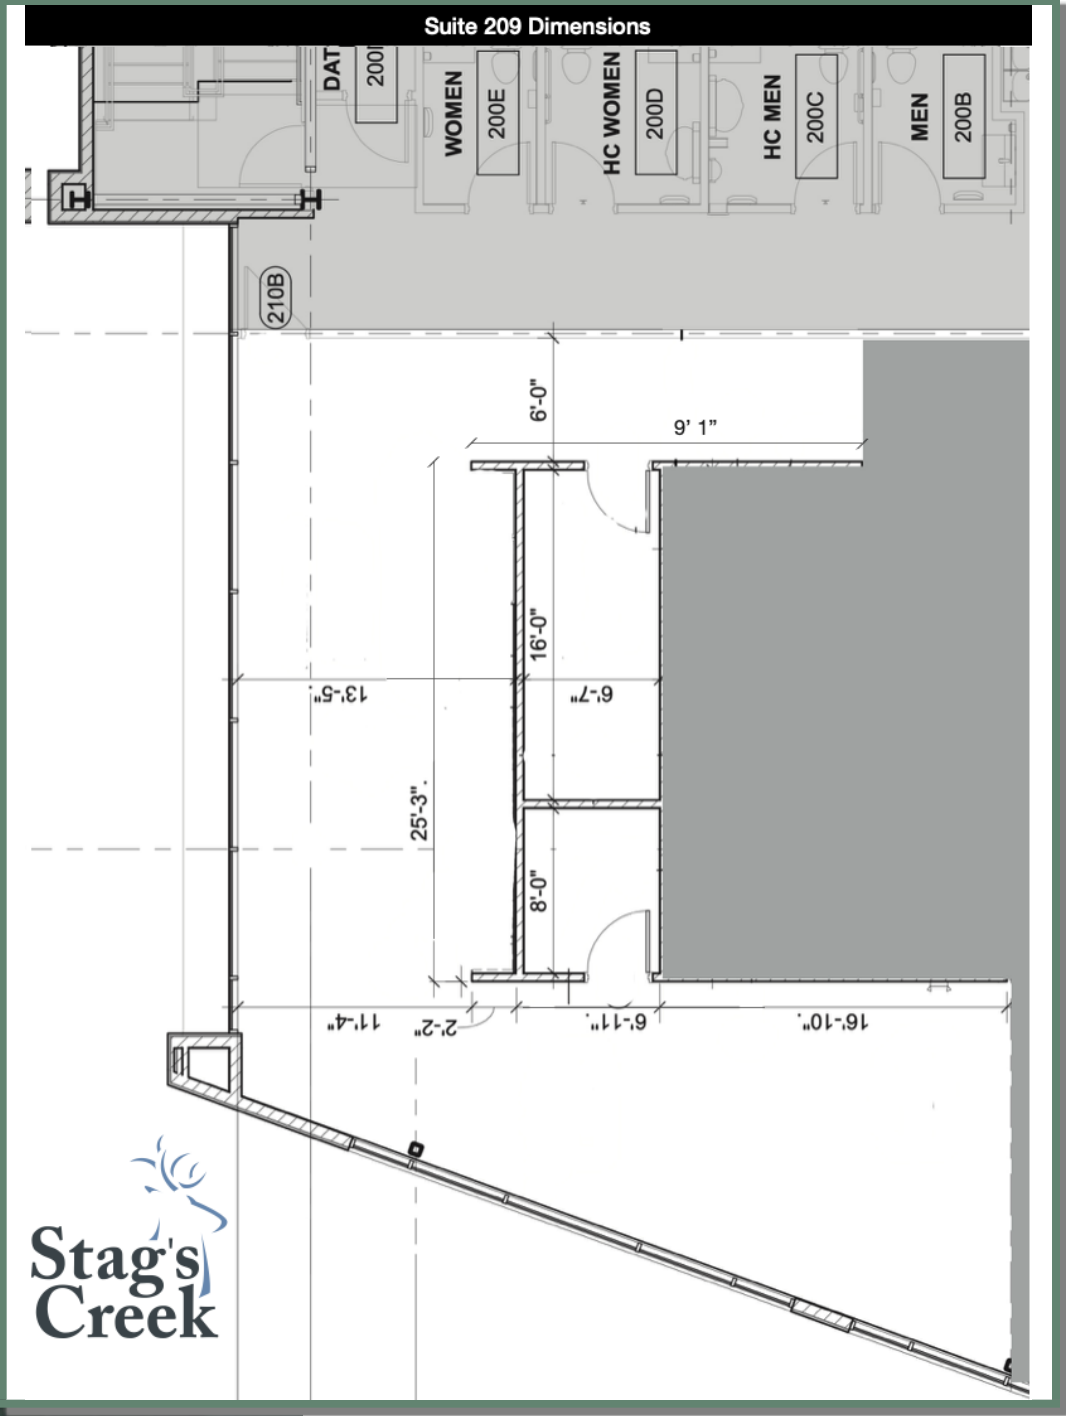 Suite 209 Dimensions
WOMEN
200E
HC WOMEN
200D
HC MEN
200C
MEN
200B
210B
6'-0"
9' 1”
16'-0"
13'-5".
6'-7"
25'-3".
8'-0"
11'-4"
2'-2"
6'-11".
16'-10".
Stag's
Creek